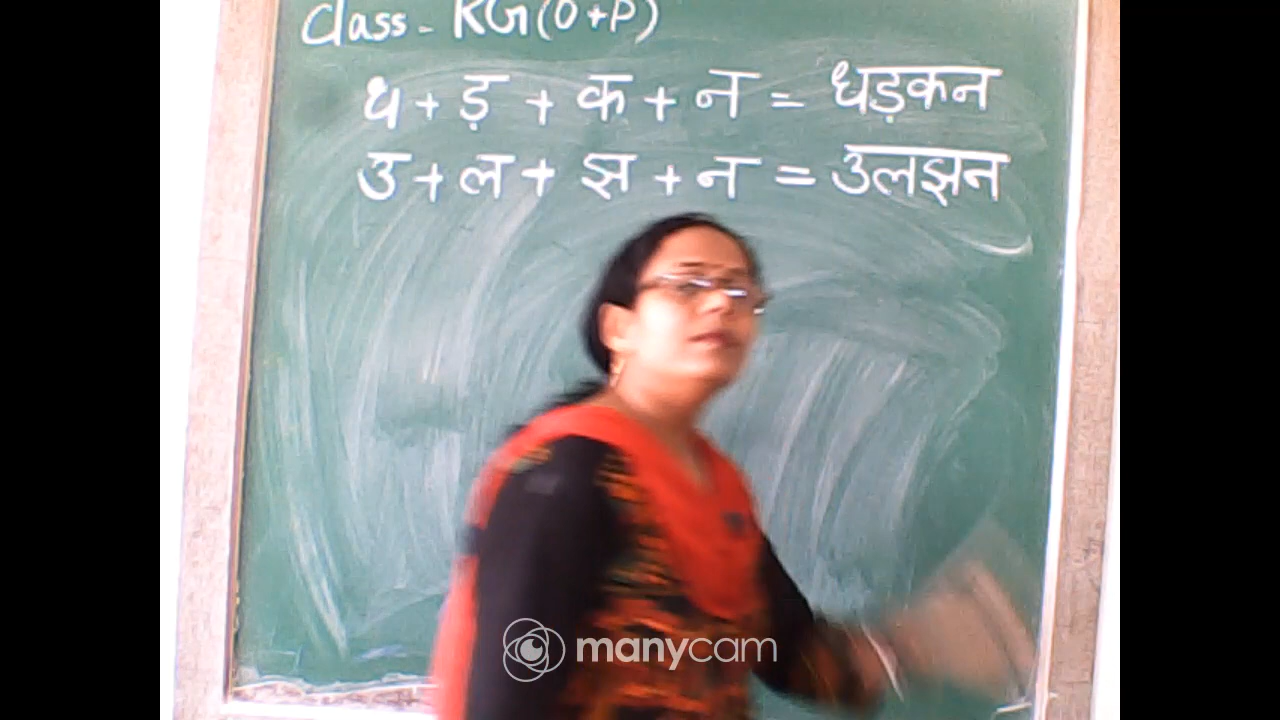 Class - KG (O+P)
ध + ड़ + क + न = धड़कन
उ + ल + झ + न = उलझन
manycam